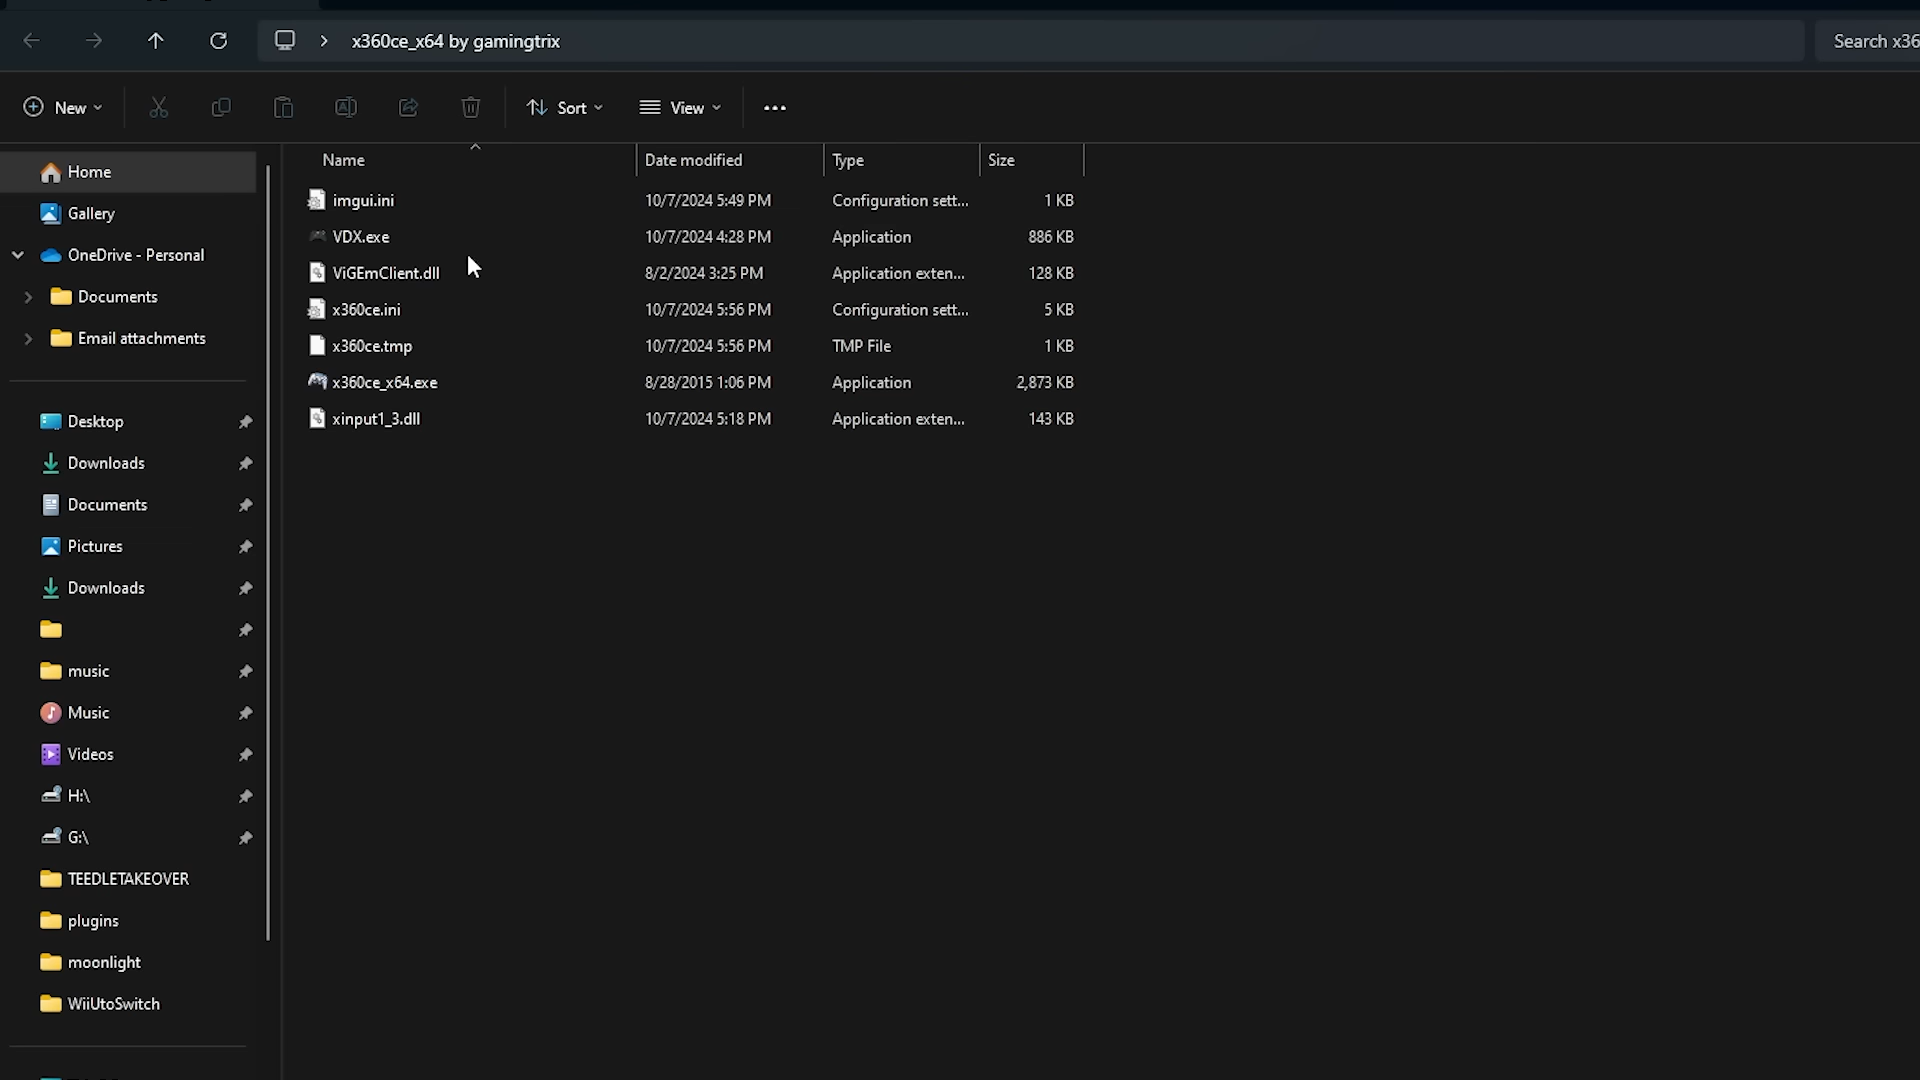 x360ce_x64 by gamingtrix
Search x36
New
Sort
View
Name
Date modified
Type
Size
imgui.ini
10/7/2024 5:49 PM
Configuration sett...
1 KB
VDX.exe
10/7/2024 4:28 PM
Application
886 KB
ViGEmClient.dll
8/2/2024 3:25 PM
Application exten...
128 KB
x360ce.ini
10/7/2024 5:56 PM
Configuration sett...
5 KB
x360ce.tmp
10/7/2024 5:56 PM
TMP File
1 KB
x360ce_x64.exe
8/28/2015 1:06 PM
Application
2,873 KB
xinput1_3.dll
10/7/2024 5:18 PM
Application exten...
143 KB
Home
Gallery
OneDrive - Personal
Documents
Email attachments
Desktop
Downloads
Documents
Pictures
Downloads
music
Music
Videos
H:\
G:\
TEEDLETAKEOVER
plugins
moonlight
WiiUtoSwitch